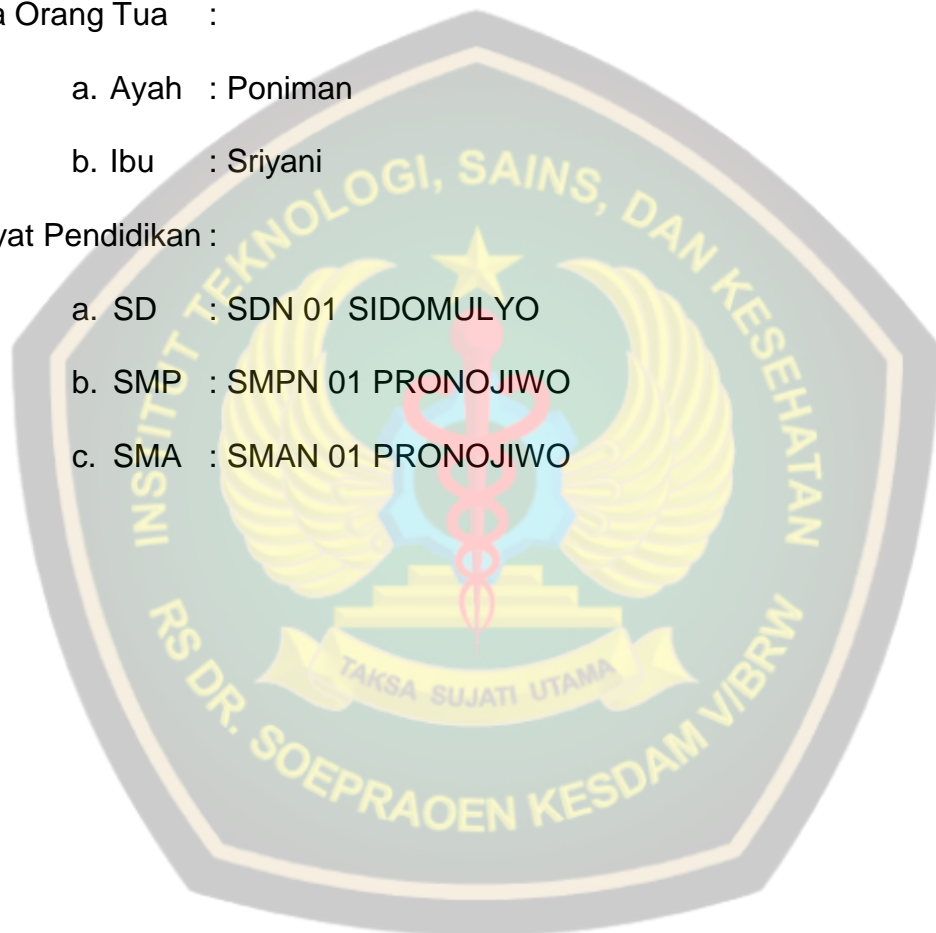 a Orang Tua :
a. Ayah : Poniman
b. Ibu : Sriyani
yat Pendidikan :
a. SD : SDN 01 SIDOMULYO
b. SMP : SMPN 01 PRONOJIWO
c. SMA : SMAN 01 PRONOJIWO
INSTITUT TEKNOLOGI, SAINS, DAN KESEHATAN
TAKSA SUJATI UTAMA
RS DR. SOEPRAOEN KESDAM V/BRW